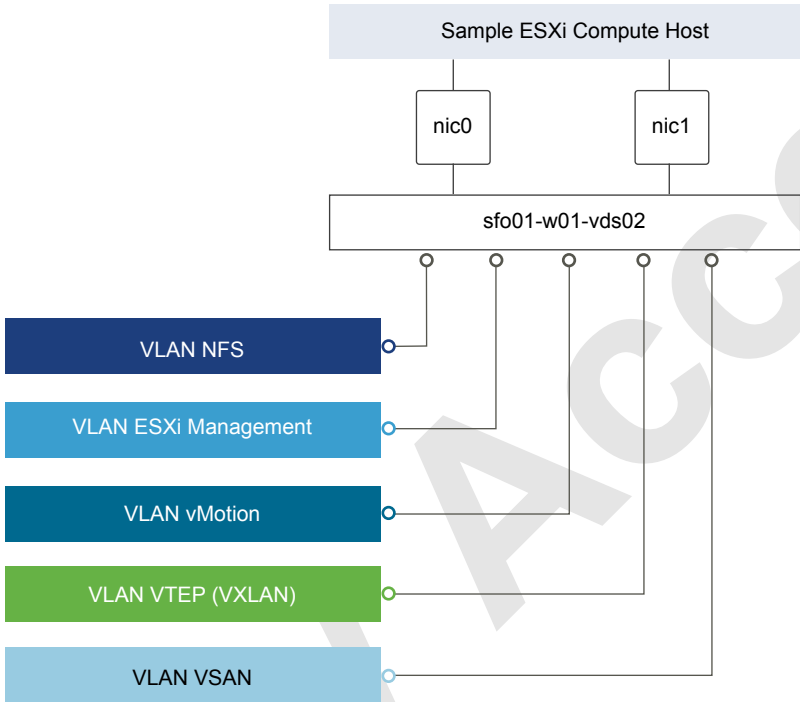 Sample ESXi Compute Host
nic0
nic1
sfo01-w01-vds02
VLAN NFS
VLAN ESXi Management
VLAN vMotion
VLAN VTEP (VXLAN)
VLAN VSAN